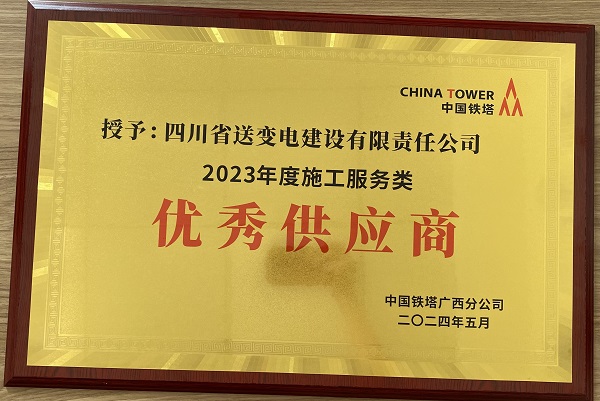 CHINA TOWER
中国铁塔
授予：四川省送变电建设有限责任公司
2023年度施工服务类
优秀供应商
中国铁塔广西分公司
二〇二四年五月